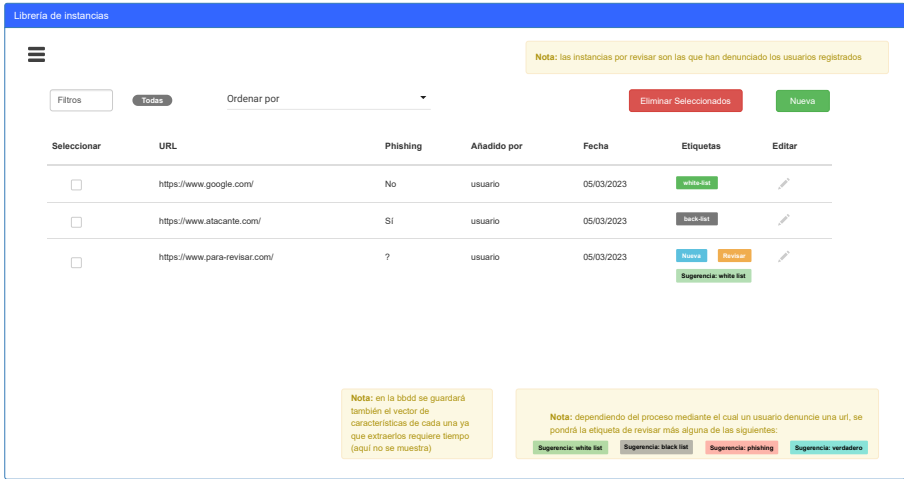 Librería de instancias
Nota: las instancias por revisar son las que han denunciado los usuarios registrados
Filtros
Todas
Ordenar por
Eliminar Seleccionados
Nueva
Seleccionar URL Phishing Añadido por Fecha Etiquetas Editar
https://www.google.com/ No usuario 05/03/2023 white-list
https://www.atacante.com/ Sí usuario 05/03/2023 back-list
https://www.para-revisar.com/ ? usuario 05/03/2023 Nueva Revisar
Sugerencia: white list
Nota: en la bbdd se guardará
también el vector de
características de cada una ya
que extraerlos requiere tiempo
(aquí no se muestra)
Nota: dependiendo del proceso mediante el cual un usuario denuncie una url, se
pondrá la etiqueta de revisar más alguna de las siguientes:
Sugerencia: white list Sugerencia: black list Sugerencia: phishing Sugerencia: verdadero